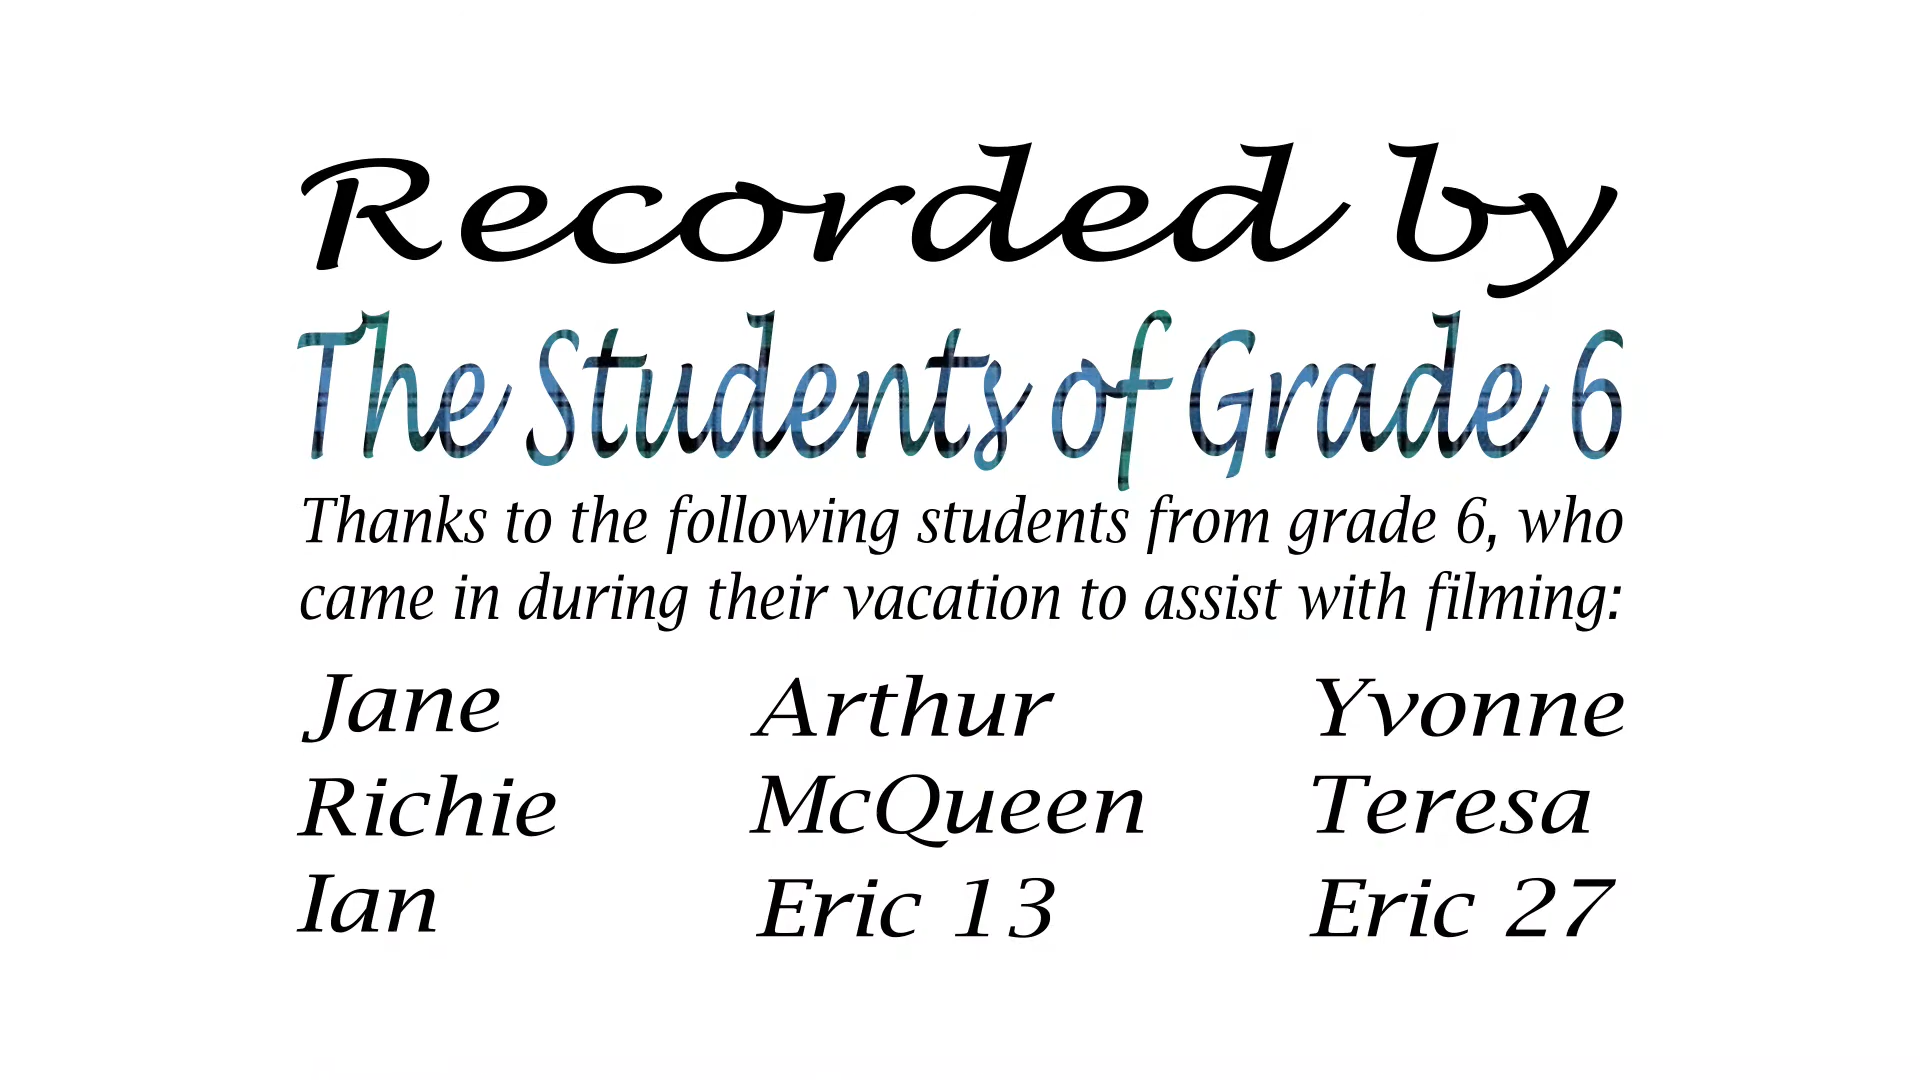 Recorded by
The Students of Grade 6
Thanks to the following students from grade 6, who
came in during their vacation to assist with filming:
Jane Arthur Yvonne
Richie McQueen Teresa
Ian Eric 13 Eric 27